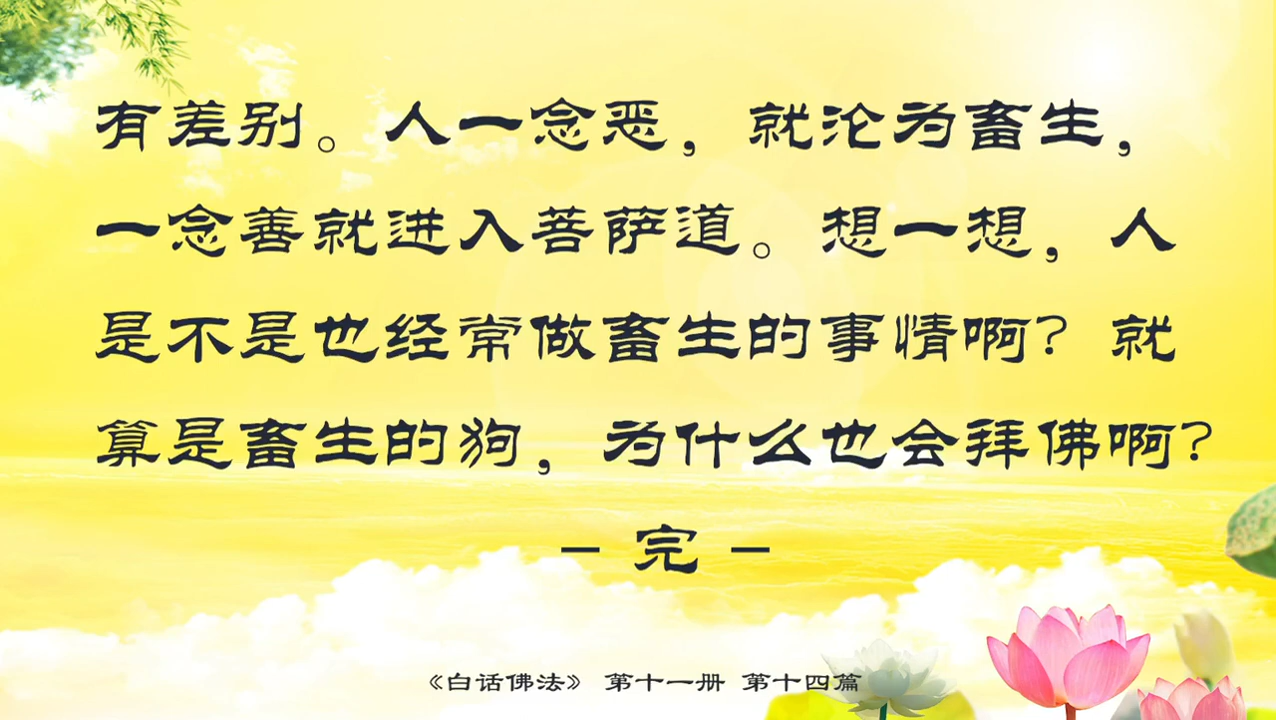 有差别。人一念恶，就沦为畜生，
一念善就进入菩萨道。想一想，人
是不是也经常做畜生的事情啊？就
算是畜生的狗，为什么也会拜佛啊？
– 完 –
《白话佛法》 第十一册 第十四篇